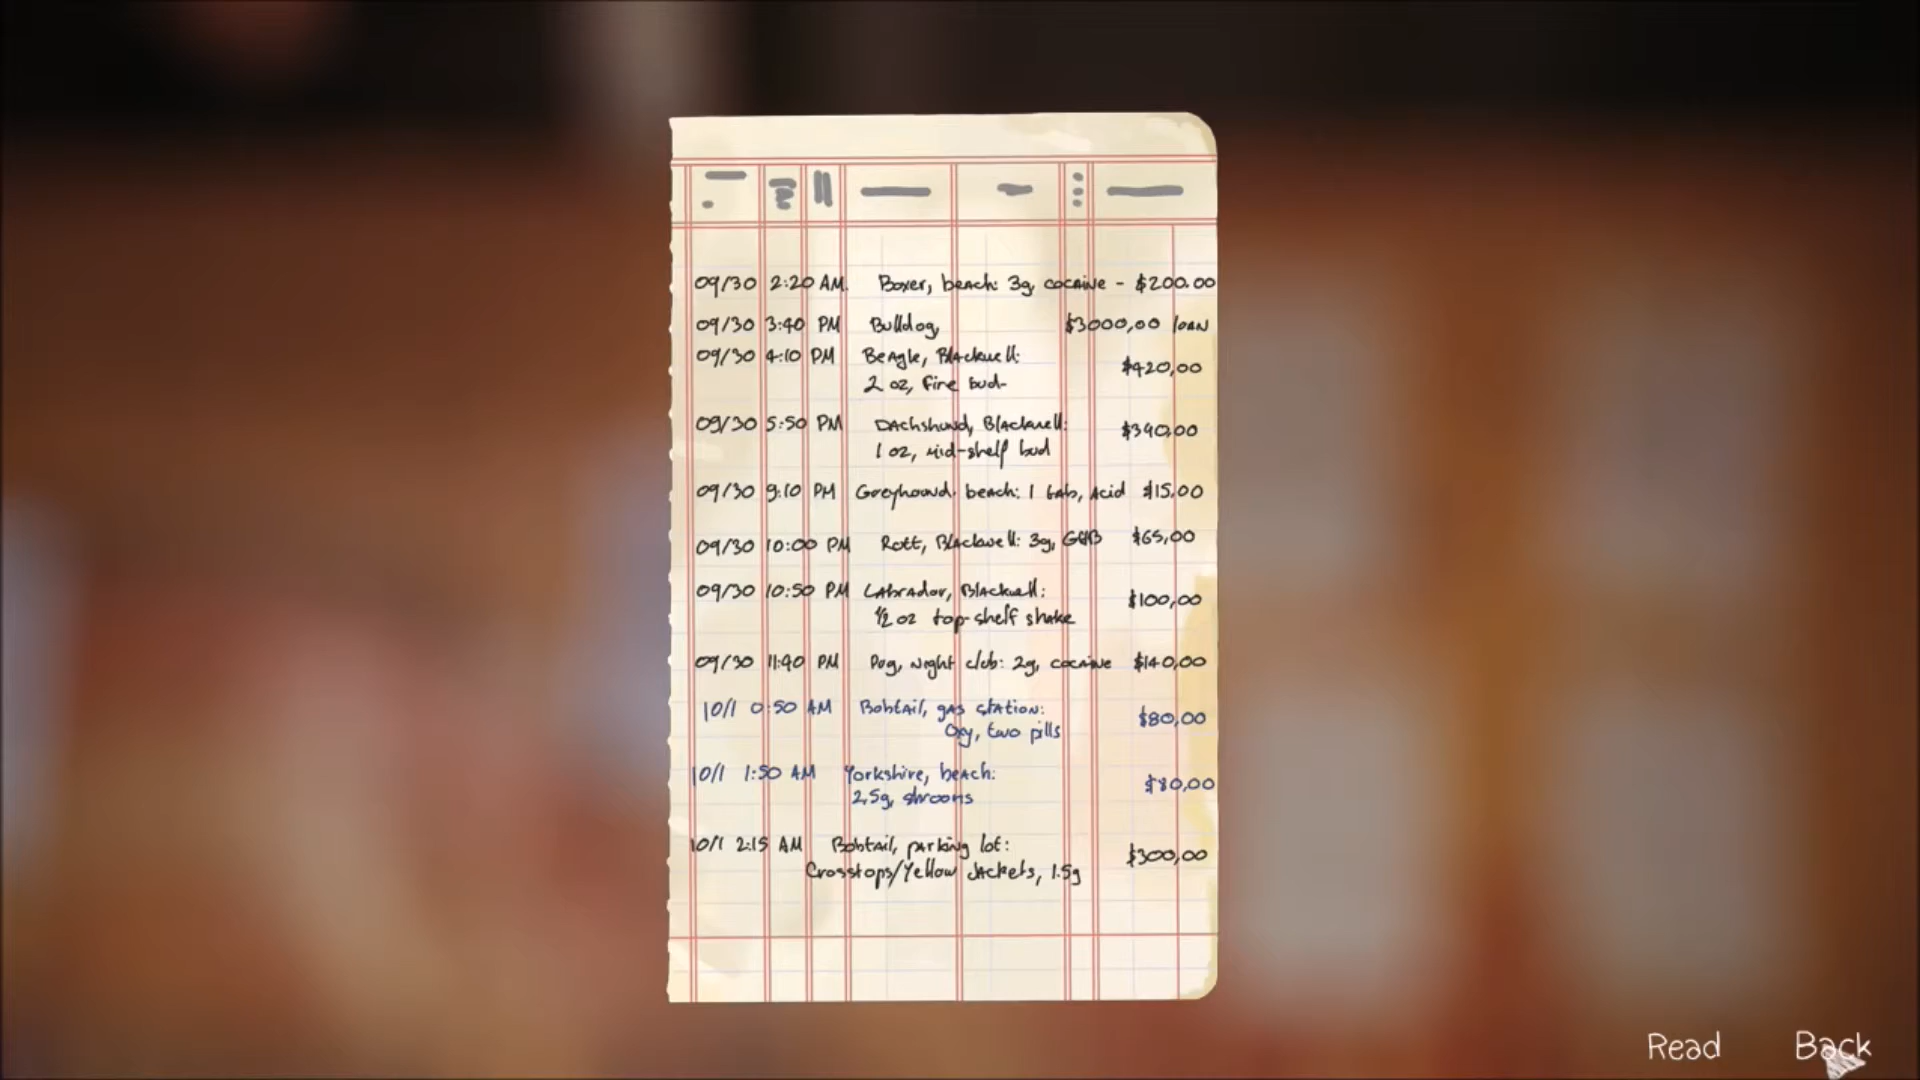 09/30 2:20 AM. Boxer, beach: 3g, cocaine - $200.00
09/30 3:40 PM Bulldog, $3000,00 loan
09/30 4:10 PM Beagle, Blackwell:
2 oz, fire bud- $420,00
09/30 5:50 PM Dachshund, Blackwell: $390,00
1 oz, mid-shelf bud
09/30 9:10 PM Greyhound, beach: 1 tab, acid $15.00
09/30 10:00 PM Rott, Blackwell: 3g, GHB $65,00
09/30 10:50 PM Labrador, Blackwell: $100,00
1/2 oz top-shelf shake
09/30 11:40 PM Pug, night club: 2g, cocaine $140,00
10/1 0:50 AM Bobtail, gas station: $80,00
Oxy, two pills
10/1 1:50 AM Yorkshire, beach: $80,00
2,5g, shrooms
10/1 2:15 AM Bobtail, parking lot: $300,00
Crosstops/Yellow Jackets, 1.5g
Read Back